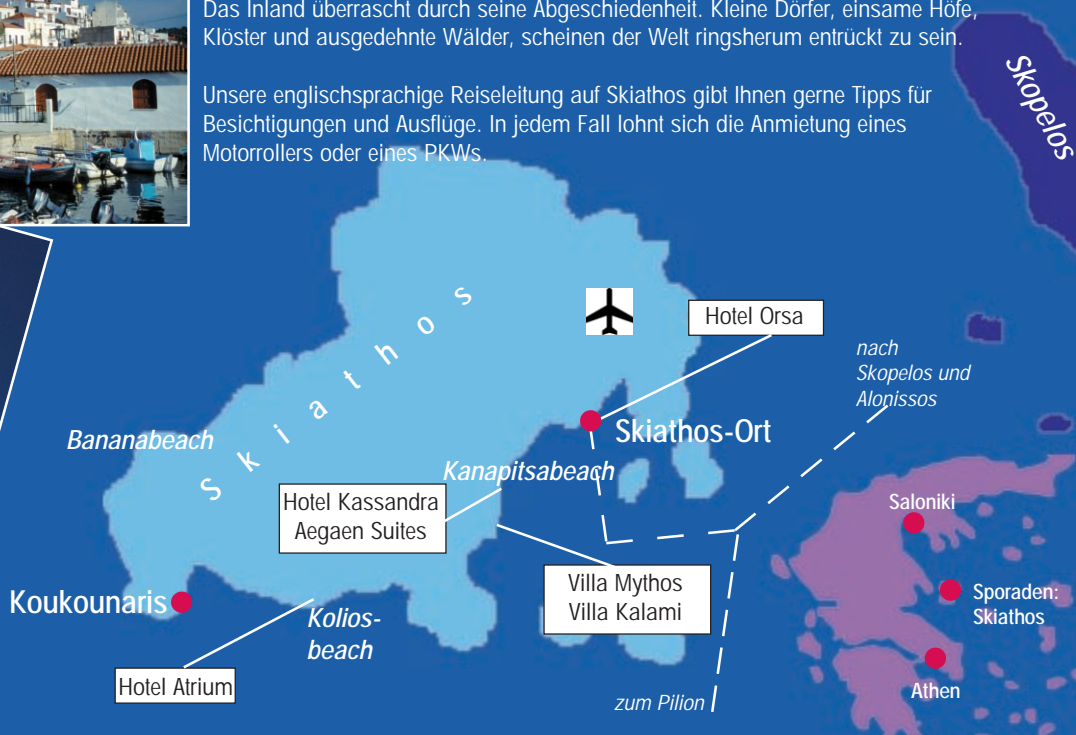 Das Inland überrascht durch seine Abgeschiedenheit. Kleine Dörfer, einsame Höfe,
Klöster und ausgedehnte Wälder, scheinen der Welt ringsherum entrückt zu sein.
Unsere englischsprachige Reiseleitung auf Skiathos gibt Ihnen gerne Tipps für
Besichtigungen und Ausflüge. In jedem Fall lohnt sich die Anmietung eines
Motorrollers oder eines PKWs.
Skopelos
Skiathos
Hotel Orsa
nach
Skopelos und
Alonissos
Skiathos-Ort
Bananabeach
Kanapitsabeach
Hotel Kassandra
Aegaen Suites
Saloniki
Villa Mythos
Villa Kalami
Sporaden:
Skiathos
Koukounaris
Kolios-
beach
Hotel Atrium
Athen
zum Pilion